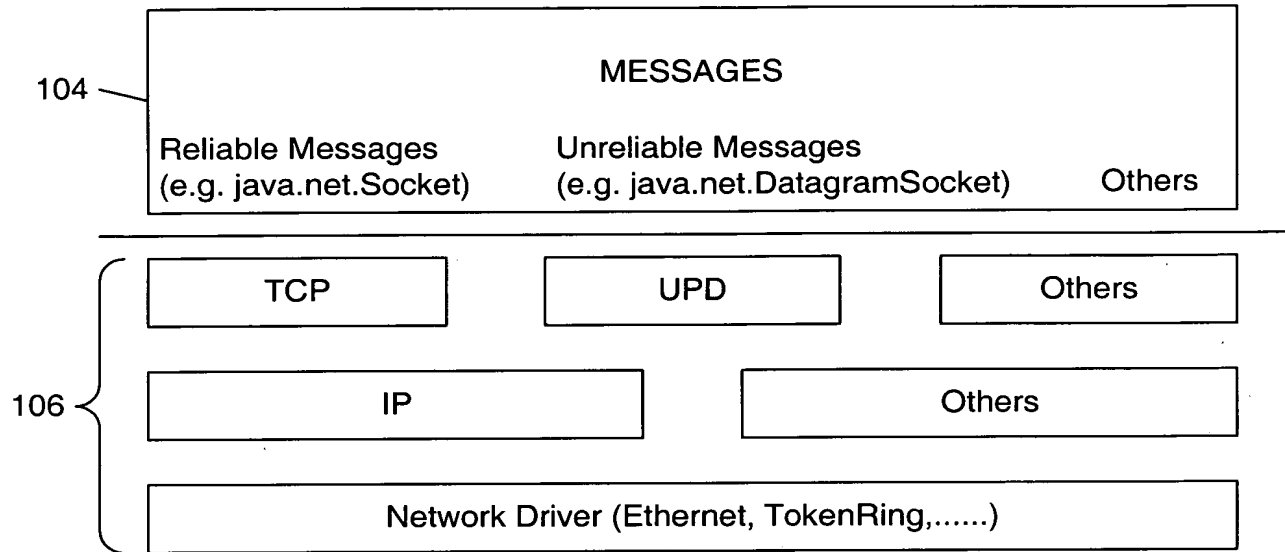 MESSAGES
104
Reliable Messages
(e.g. java.net.Socket)
Unreliable Messages
(e.g. java.net.DatagramSocket)
Others
TCP
UPD
Others
106
IP
Others
Network Driver (Ethernet, TokenRing,......)